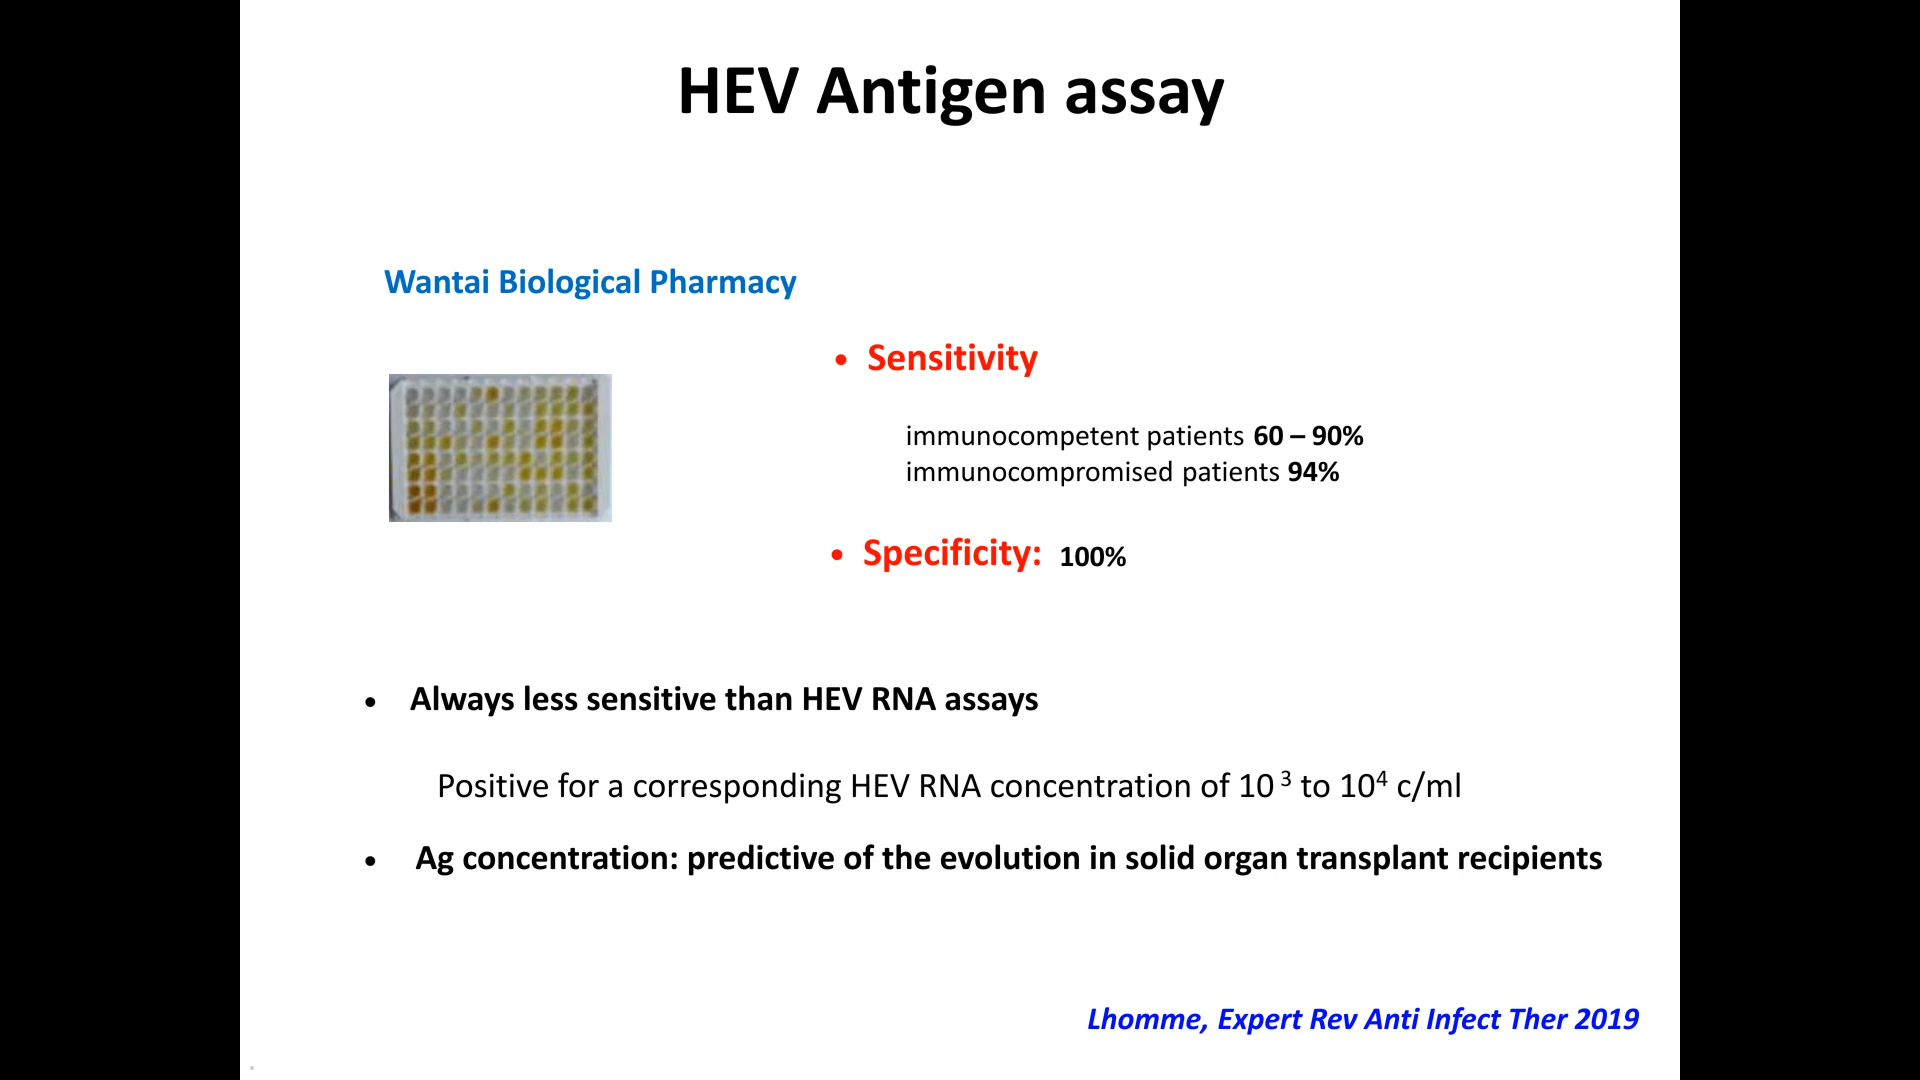 HEV Antigen assay
Wantai Biological Pharmacy
• Sensitivity
immunocompetent patients 60 – 90%
immunocompromised patients 94%
• Specificity: 100%
• Always less sensitive than HEV RNA assays
Positive for a corresponding HEV RNA concentration of 10 ³ to 10⁴ c/ml
• Ag concentration: predictive of the evolution in solid organ transplant recipients
Lhomme, Expert Rev Anti Infect Ther 2019